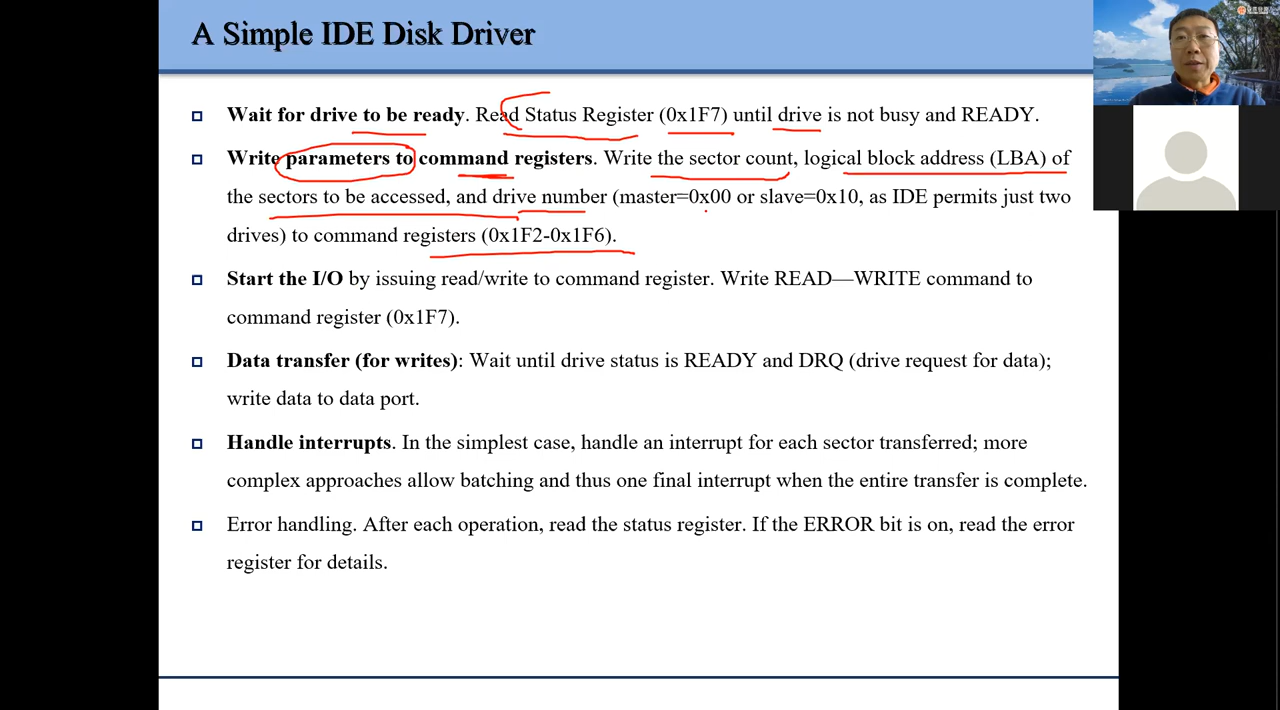 A Simple IDE Disk Driver
Wait for drive to be ready. Read Status Register (0x1F7) until drive is not busy and READY.
Write parameters to command registers. Write the sector count, logical block address (LBA) of
the sectors to be accessed, and drive number (master=0x00 or slave=0x10, as IDE permits just two
drives) to command registers (0x1F2-0x1F6).
Start the I/O by issuing read/write to command register. Write READ—WRITE command to
command register (0x1F7).
Data transfer (for writes): Wait until drive status is READY and DRQ (drive request for data);
write data to data port.
Handle interrupts. In the simplest case, handle an interrupt for each sector transferred; more
complex approaches allow batching and thus one final interrupt when the entire transfer is complete.
Error handling. After each operation, read the status register. If the ERROR bit is on, read the error
register for details.